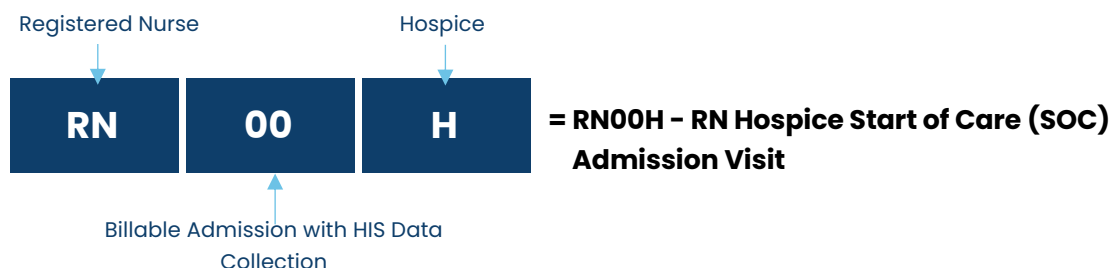 Registered Nurse
Hospice
RN
00
H
= RN00H - RN Hospice Start of Care (SOC)
Admission Visit
Billable Admission with HIS Data
Collection